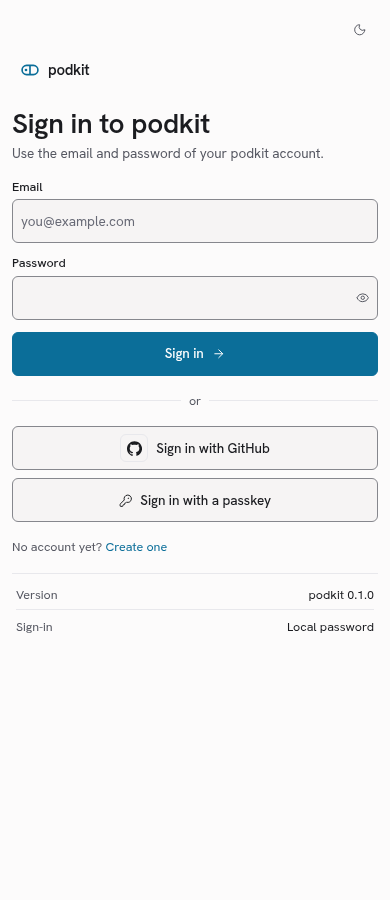 podkit
Sign in to podkit
Use the email and password of your podkit account.
Email
you@example.com
Password
Sign in
or
Sign in with GitHub
Sign in with a passkey
No account yet? Create one
Version podkit 0.1.0
Sign-in Local password